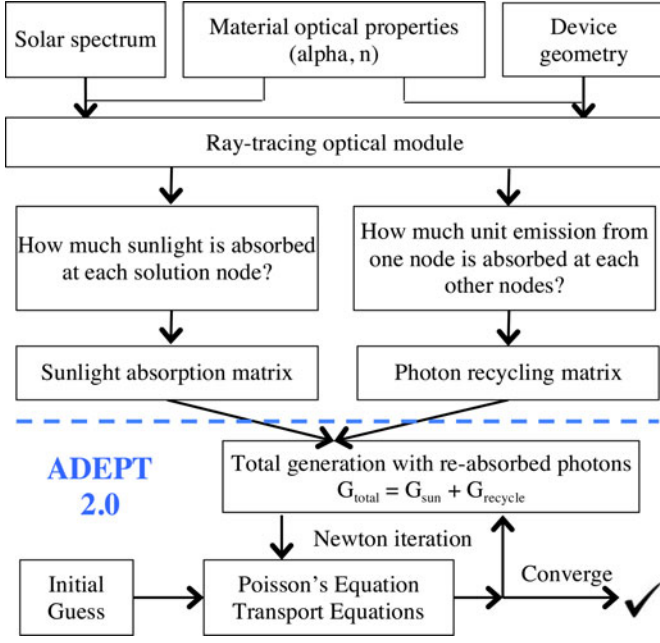 Solar spectrum
Material optical properties
(alpha, n)
Device
geometry
Ray-tracing optical module
How much sunlight is absorbed
at each solution node?
How much unit emission from
one node is absorbed at each
other nodes?
Sunlight absorption matrix
Photon recycling matrix
ADEPT
2.0
Total generation with re-absorbed photons
G_total = G_sun + G_recycle
Newton iteration
Initial
Guess
Poisson's Equation
Transport Equations
Converge